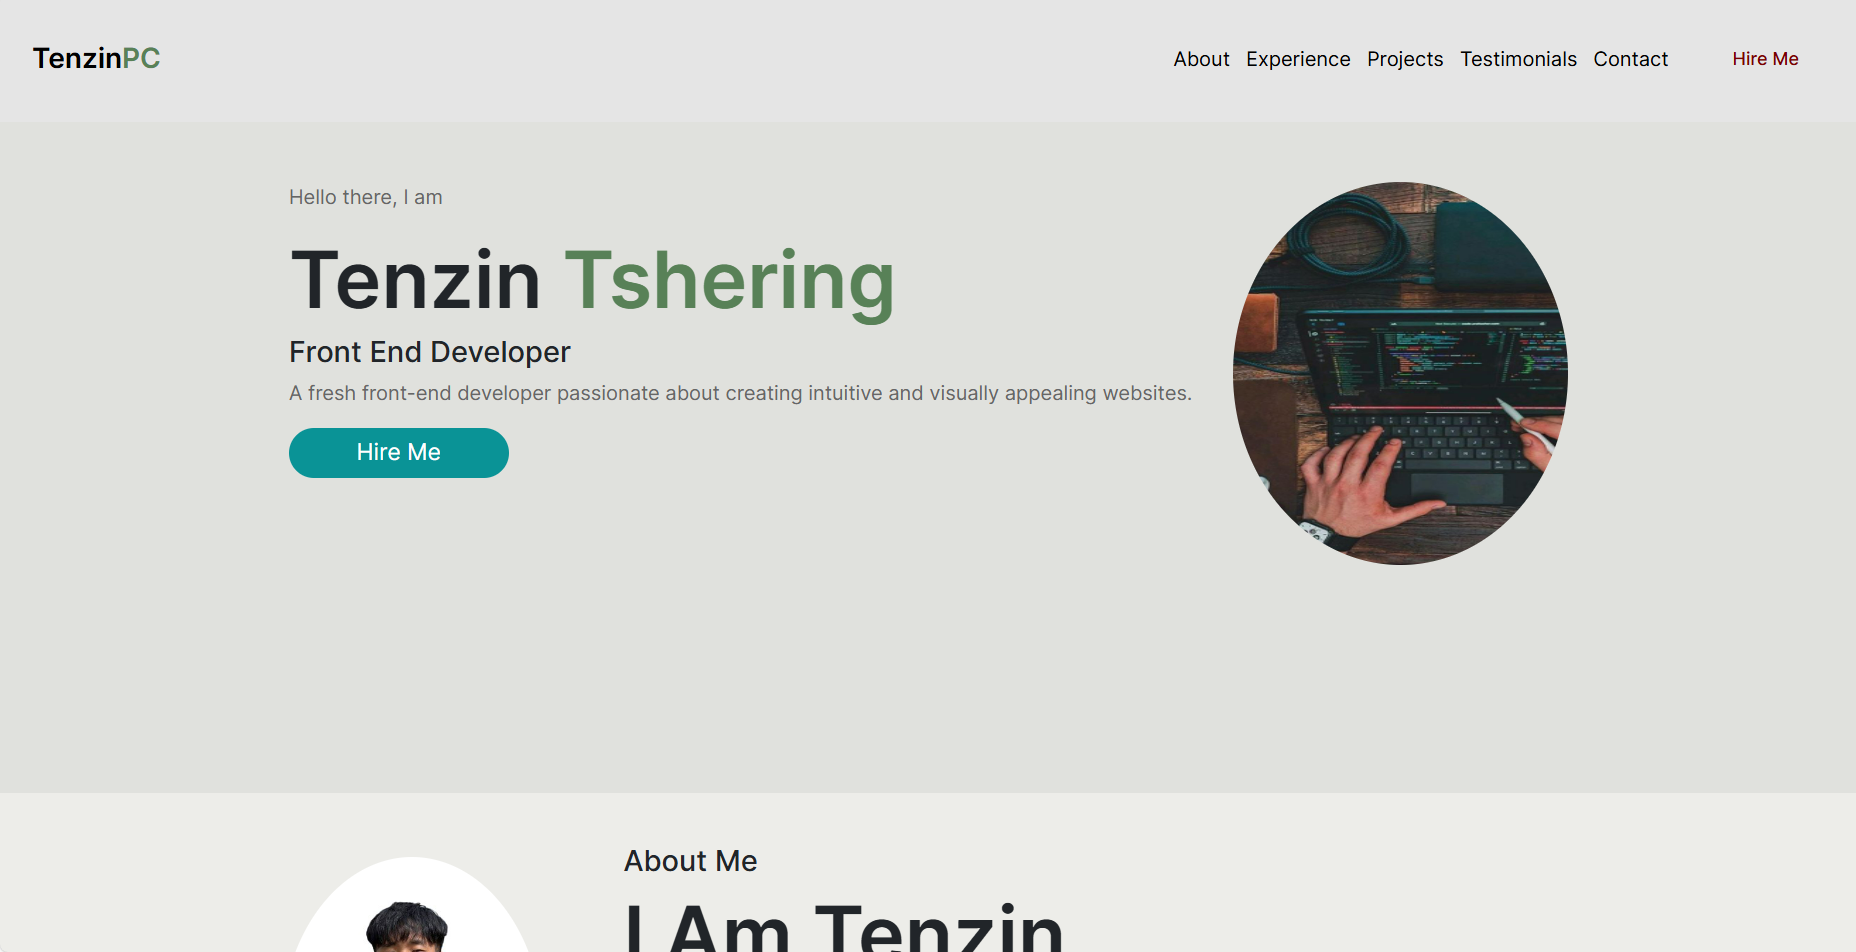 TenzinPC
About Experience Projects Testimonials Contact Hire Me
Hello there, I am
Tenzin Tshering
Front End Developer
A fresh front-end developer passionate about creating intuitive and visually appealing websites.
Hire Me
About Me
I Am Tenzin